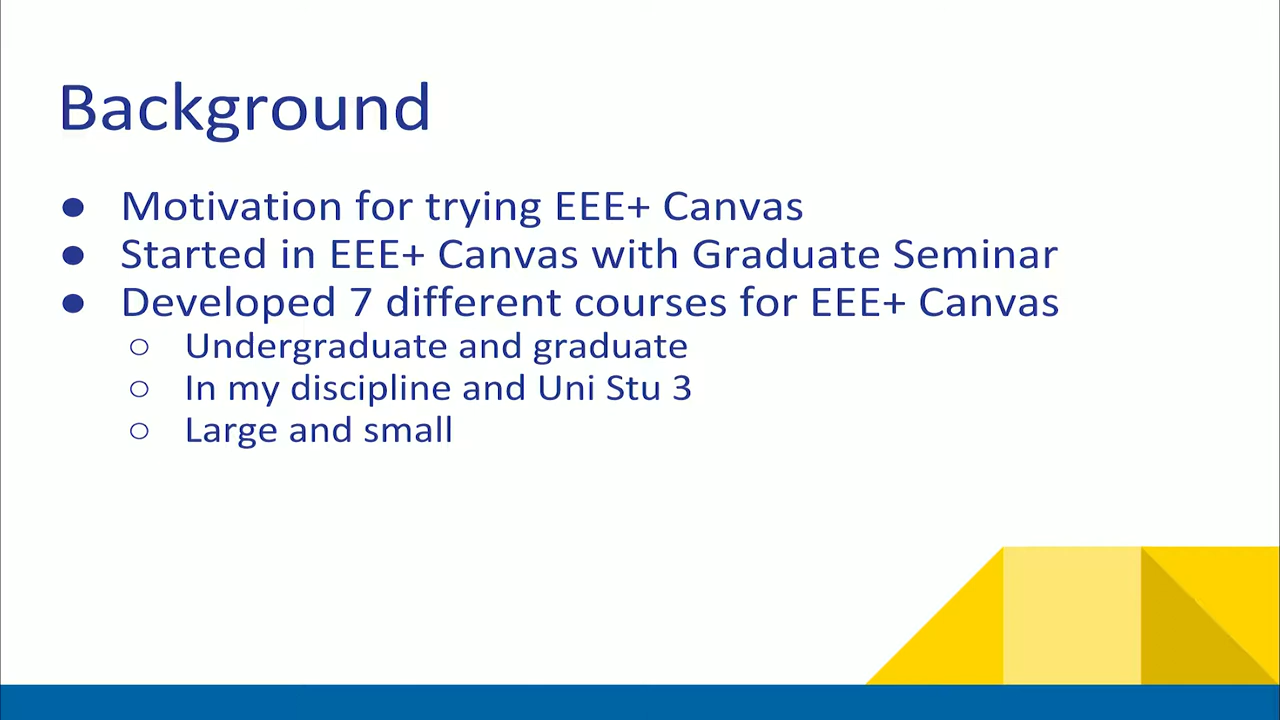 Background
● Motivation for trying EEE+ Canvas
● Started in EEE+ Canvas with Graduate Seminar
● Developed 7 different courses for EEE+ Canvas
○ Undergraduate and graduate
○ In my discipline and Uni Stu 3
○ Large and small